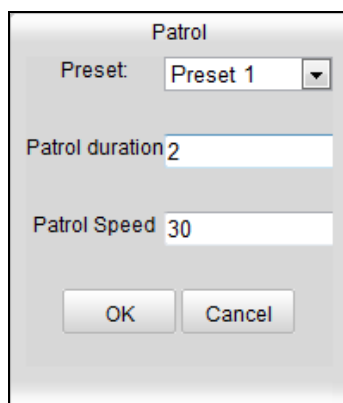 Patrol
Preset: Preset 1
Patrol duration 2
Patrol Speed 30
OK Cancel